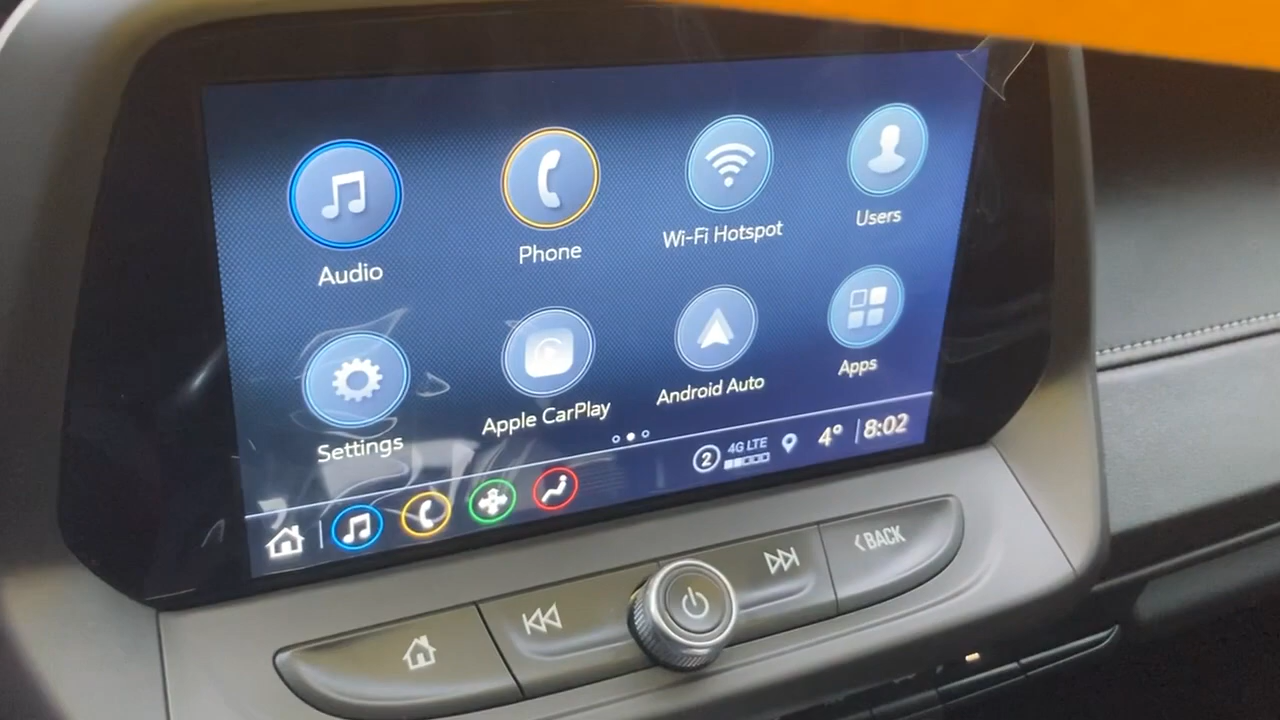 Audio
Phone
Wi-Fi Hotspot
Users
Settings
Apple CarPlay
Android Auto
Apps
2
4G LTE
4°
8:02
BACK